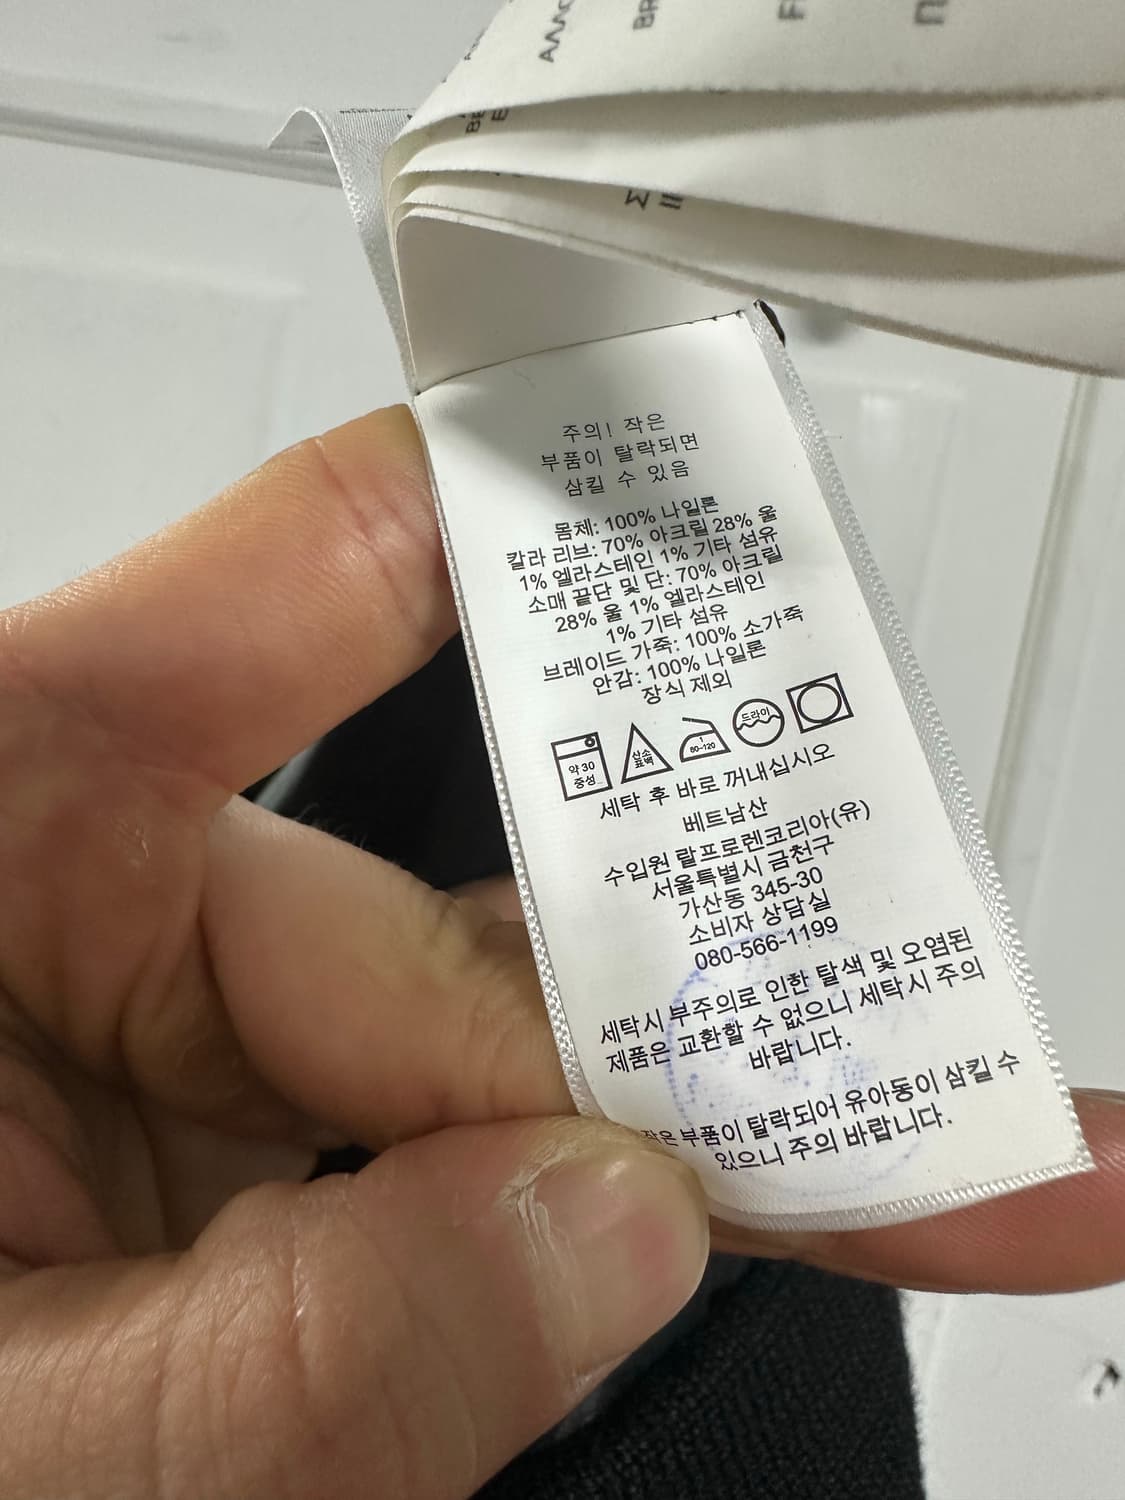 BR
주의! 작은
부품이 탈락되면
삼킬 수 있음
몸체: 100% 나일론
칼라 리브: 70% 아크릴 28% 울
1% 엘라스테인 1% 기타 섬유
소매 끝단 및 단: 70% 아크릴
28% 울 1% 엘라스테인
1% 기타 섬유
브레이드 가죽: 100% 소가죽
안감: 100% 나일론
장식 제외
약 30
중성
산소
표백
1
80~120
드라이
세탁 후 바로 꺼내십시오
베트남산
수입원 랄프로렌코리아(유)
서울특별시 금천구
가산동 345-30
소비자 상담실
080-566-1199
세탁시 부주의로 인한 탈색 및 오염된
제품은 교환할 수 없으니 세탁시 주의
바랍니다.
작은 부품이 탈락되어 유아동이 삼킬 수
있으니 주의 바랍니다.